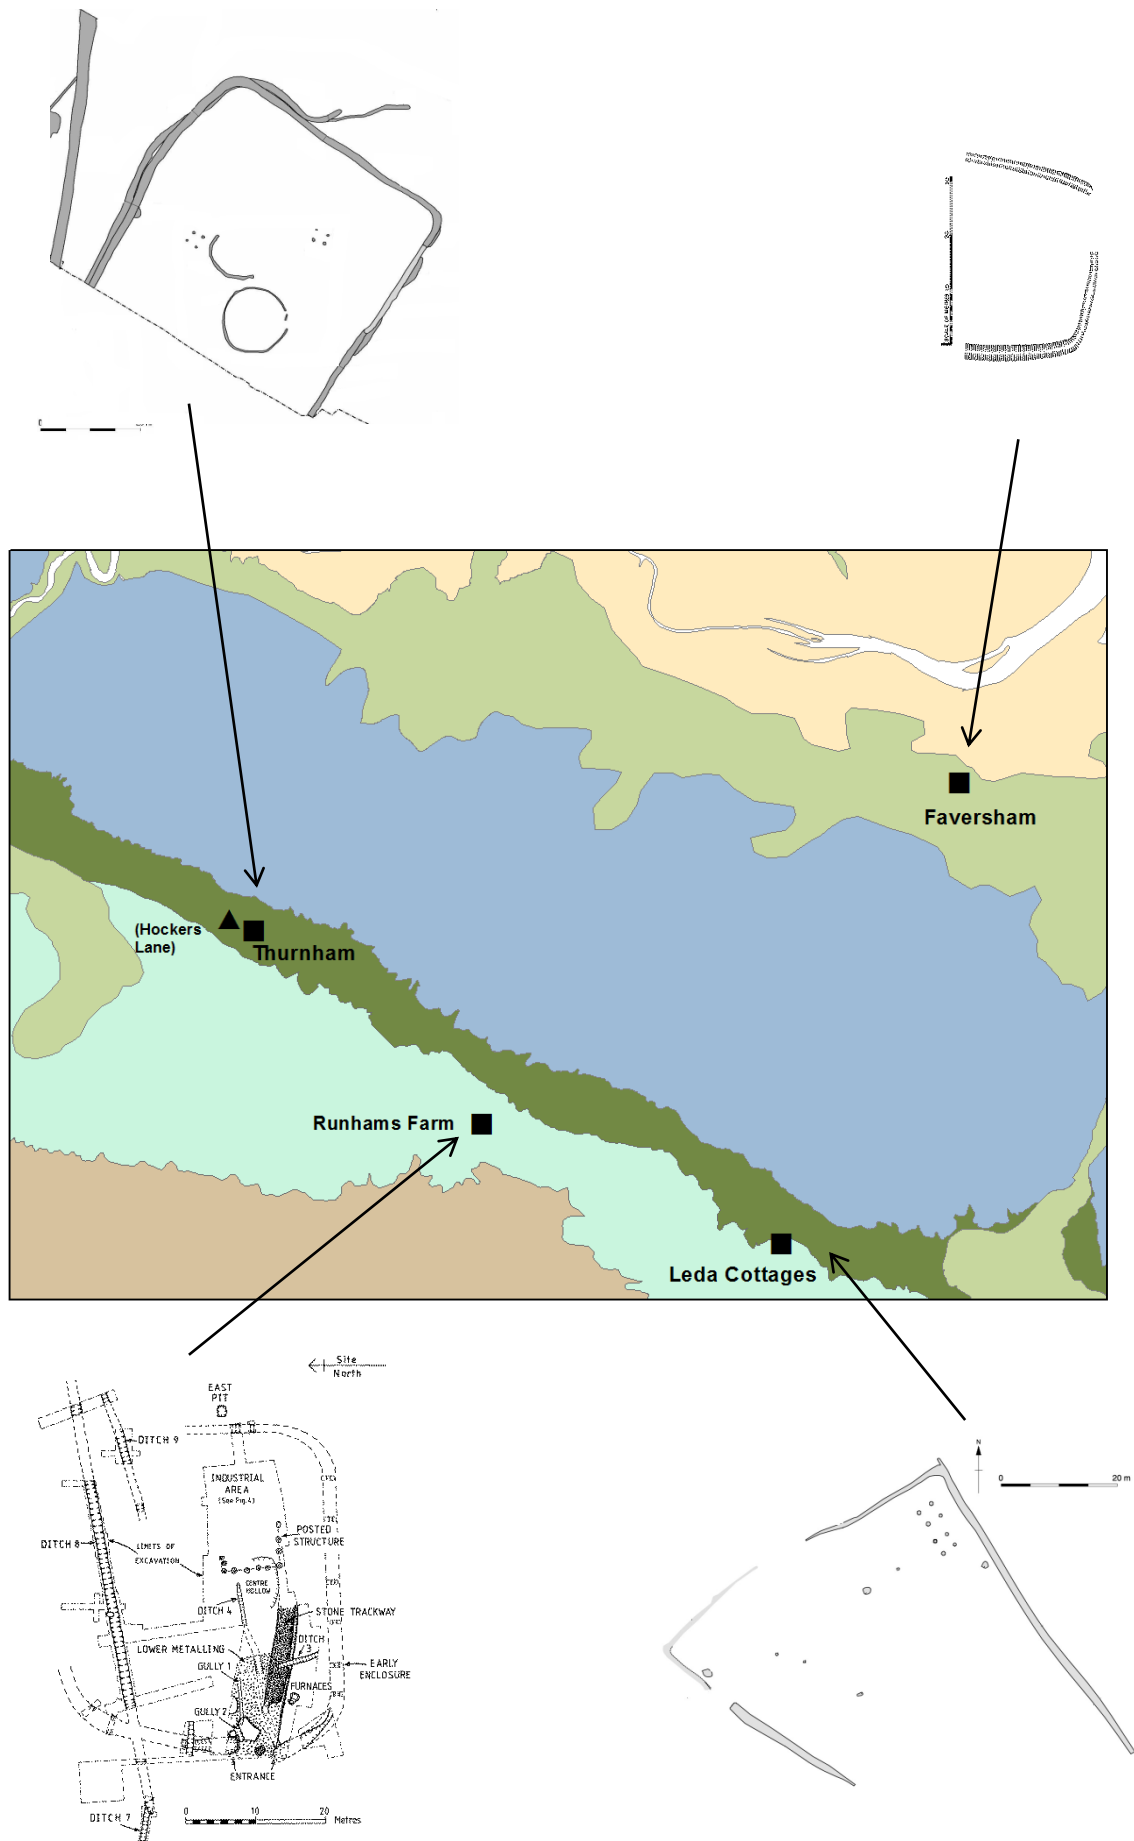 Faversham
(Hockers
Lane)
Thurnham
Runhams Farm
Leda Cottages
Site
North
EAST
PIT
DITCH 9
INDUSTRIAL
AREA
(See Fig. 4)
POSTED
STRUCTURE
DITCH 8
LIMITS OF
EXCAVATION
CENTRE
HOLLOW
DITCH 4
STONE TRACKWAY
DITCH
3
LOWER METALLING
GULLY 1
EARLY
ENCLOSURE
FURNACES
GULLY 2
ENTRANCE
DITCH 7
0 10 20
Metres
N
0 20 m